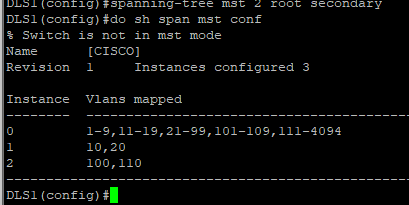 DLS1(config)#spanning-tree mst 2 root secondary
DLS1(config)#do sh span mst conf
% Switch is not in mst mode
Name      [CISCO]
Revision  1     Instances configured 3

Instance  Vlans mapped
--------  ---------------------------------------------------------------------
0         1-9,11-19,21-99,101-109,111-4094
1         10,20
2         100,110
-------------------------------------------------------------------------------
DLS1(config)#